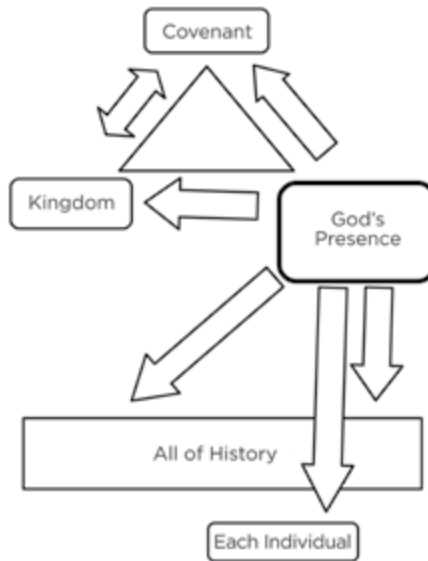 Covenant
Kingdom
God's
Presence
All of History
Each Individual